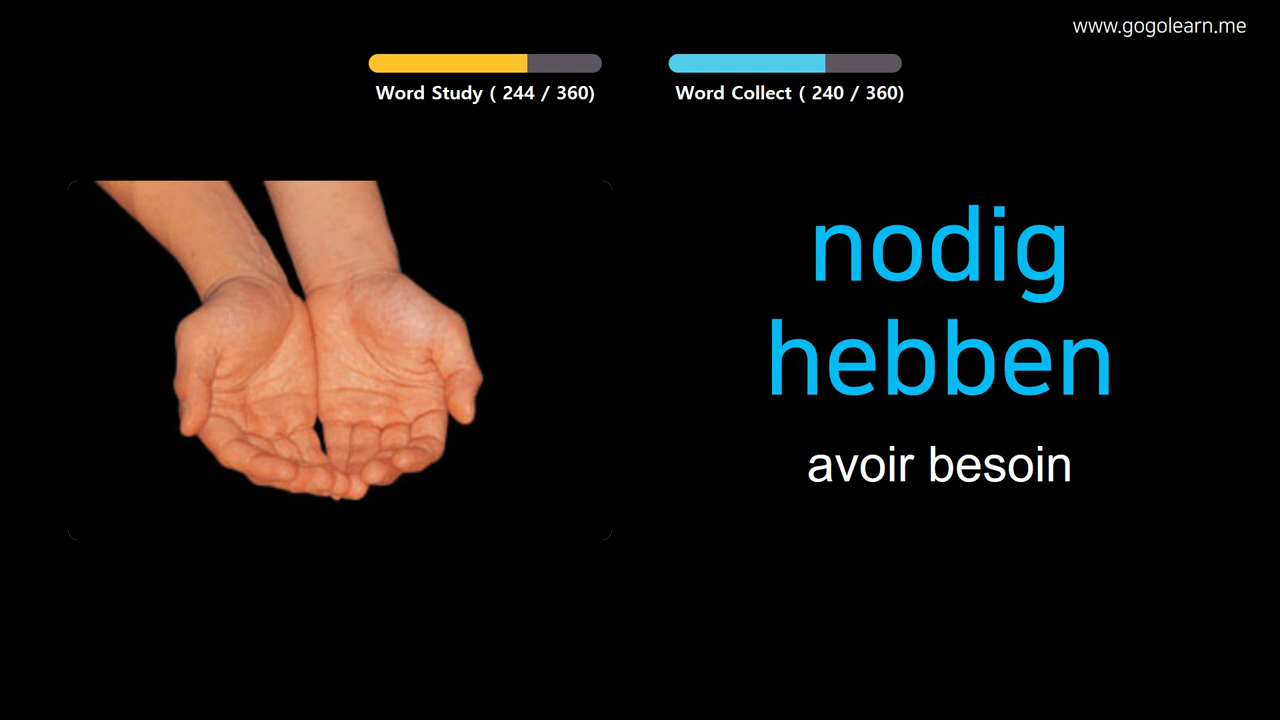 www.gogolearn.me
Word Study ( 244 / 360)
Word Collect ( 240 / 360)
nodig
hebben
avoir besoin